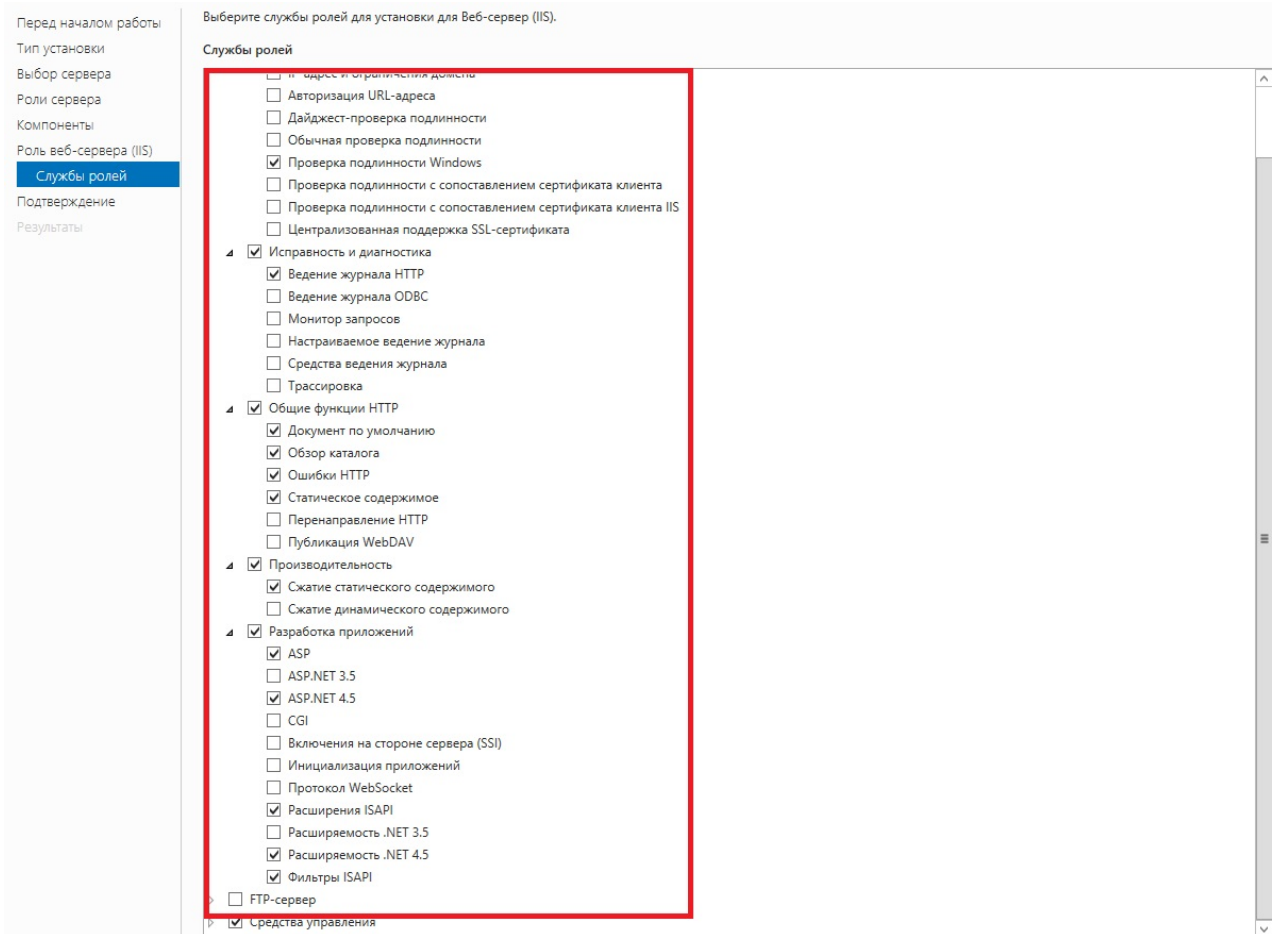 Перед началом работы
Тип установки
Выбор сервера
Роли сервера
Компоненты
Роль веб-сервера (IIS)
Службы ролей
Подтверждение
Результаты
Выберите службы ролей для установки для Веб-сервер (IIS).
Службы ролей
IP-адрес и ограничения домена
Авторизация URL-адреса
Дайджест-проверка подлинности
Обычная проверка подлинности
Проверка подлинности Windows
Проверка подлинности с сопоставлением сертификата клиента
Проверка подлинности с сопоставлением сертификата клиента IIS
Централизованная поддержка SSL-сертификата
Исправность и диагностика
Ведение журнала HTTP
Ведение журнала ODBC
Монитор запросов
Настраиваемое ведение журнала
Средства ведения журнала
Трассировка
Общие функции HTTP
Документ по умолчанию
Обзор каталога
Ошибки HTTP
Статическое содержимое
Перенаправление HTTP
Публикация WebDAV
Производительность
Сжатие статического содержимого
Сжатие динамического содержимого
Разработка приложений
ASP
ASP.NET 3.5
ASP.NET 4.5
CGI
Включения на стороне сервера (SSI)
Инициализация приложений
Протокол WebSocket
Расширения ISAPI
Расширяемость .NET 3.5
Расширяемость .NET 4.5
Фильтры ISAPI
FTP-сервер
Средства управления